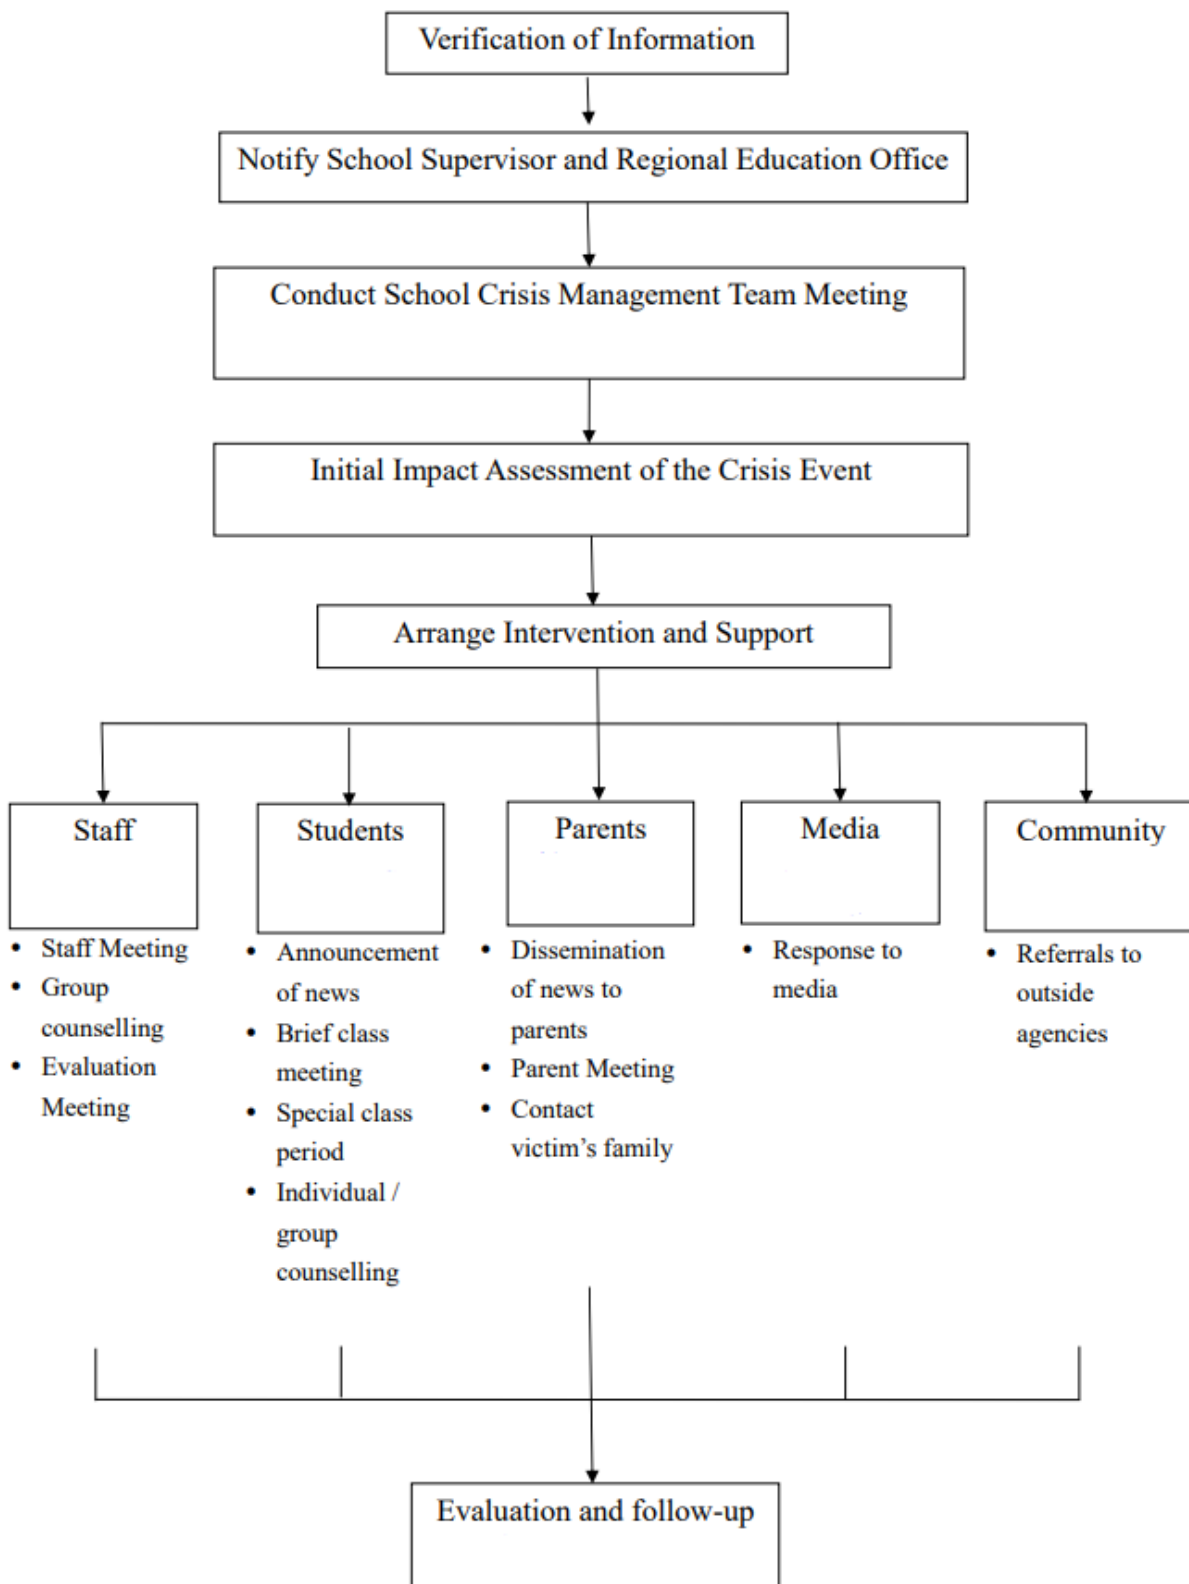 Verification of Information
Notify School Supervisor and Regional Education Office
Conduct School Crisis Management Team Meeting
Initial Impact Assessment of the Crisis Event
Arrange Intervention and Support
Staff
• Staff Meeting
• Group
counselling
• Evaluation
Meeting
Students
• Announcement
of news
• Brief class
meeting
• Special class
period
• Individual /
group
counselling
Parents
• Dissemination
of news to
parents
• Parent Meeting
• Contact
victim’s family
Media
• Response to
media
Community
• Referrals to
outside
agencies
Evaluation and follow-up